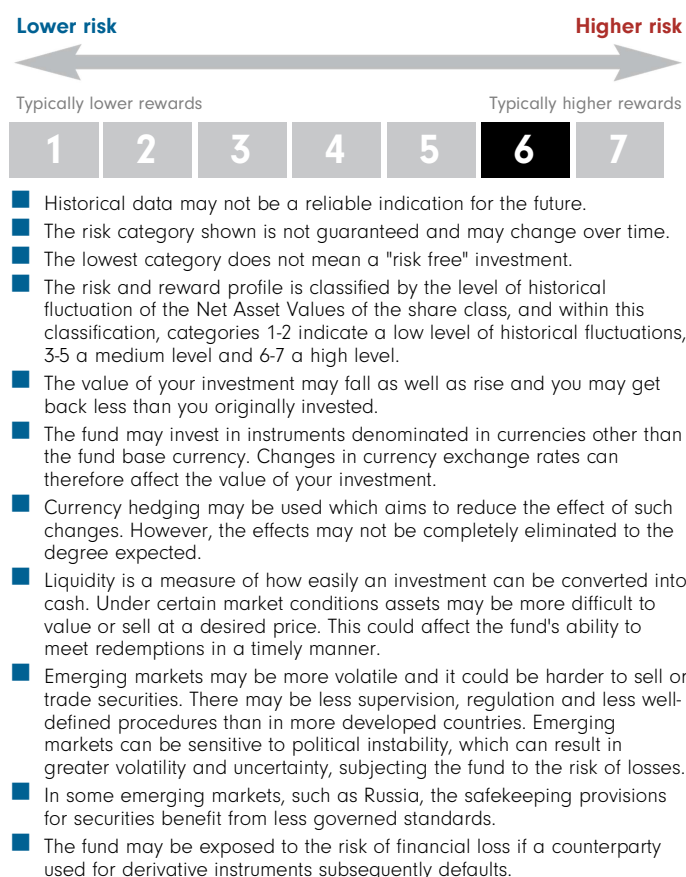 Lower risk Higher risk
Typically lower rewards Typically higher rewards
1 2 3 4 5 6 7
Historical data may not be a reliable indication for the future.
The risk category shown is not guaranteed and may change over time.
The lowest category does not mean a "risk free" investment.
The risk and reward profile is classified by the level of historical
fluctuation of the Net Asset Values of the share class, and within this
classification, categories 1-2 indicate a low level of historical fluctuations,
3-5 a medium level and 6-7 a high level.
The value of your investment may fall as well as rise and you may get
back less than you originally invested.
The fund may invest in instruments denominated in currencies other than
the fund base currency. Changes in currency exchange rates can
therefore affect the value of your investment.
Currency hedging may be used which aims to reduce the effect of such
changes. However, the effects may not be completely eliminated to the
degree expected.
Liquidity is a measure of how easily an investment can be converted into
cash. Under certain market conditions assets may be more difficult to
value or sell at a desired price. This could affect the fund's ability to
meet redemptions in a timely manner.
Emerging markets may be more volatile and it could be harder to sell or
trade securities. There may be less supervision, regulation and less well-
defined procedures than in more developed countries. Emerging
markets can be sensitive to political instability, which can result in
greater volatility and uncertainty, subjecting the fund to the risk of losses.
In some emerging markets, such as Russia, the safekeeping provisions
for securities benefit from less governed standards.
The fund may be exposed to the risk of financial loss if a counterparty
used for derivative instruments subsequently defaults.